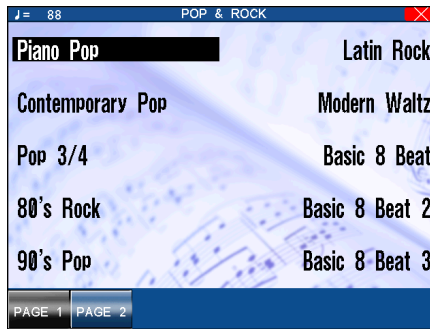 ♩= 88 POP & ROCK
Piano Pop Latin Rock
Contemporary Pop Modern Waltz
Pop 3/4 Basic 8 Beat
80's Rock Basic 8 Beat 2
90's Pop Basic 8 Beat 3
PAGE 1 PAGE 2